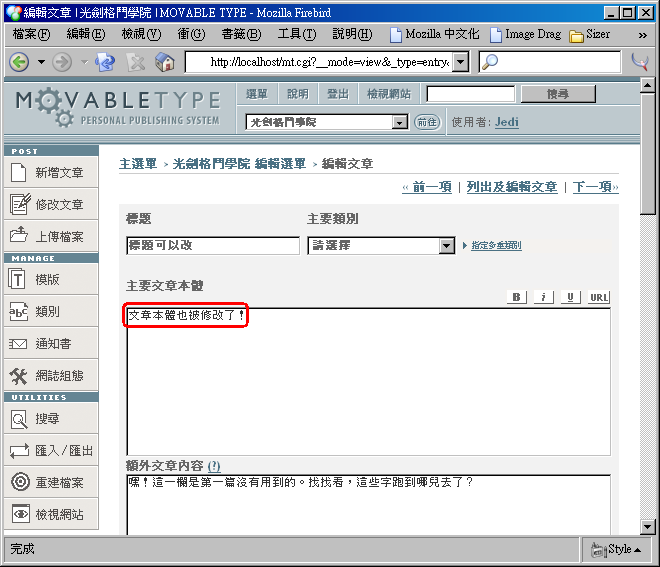 編輯文章 | 光劍格鬥學院 | MOVABLE TYPE - Mozilla Firebird
檔案(F) 編輯(E) 檢視(V) 衝(G) 書籤(B) 工具(T) 說明(H) Mozilla 中文化 Image Drag Sizer »
http://localhost/mt.cgi?__mode=view&_type=entry&
MOVABLETYPE
PERSONAL PUBLISHING SYSTEM
選單 說明 登出 檢視網站 搜尋
光劍格鬥學院 前往 使用者: Jedi
POST
新增文章
修改文章
上傳檔案
MANAGE
模版
類別
通知書
網誌組態
UTILITIES
搜尋
匯入/匯出
重建檔案
檢視網站
主選單 > 光劍格鬥學院 編輯選單 > 編輯文章
« 前一項 | 列出及編輯文章 | 下一項»
標題 主要類別
標題可以改 請選擇 指定多重類別
主要文章本體
B i U URL
文章本體也被修改了！
額外文章內容 (?)
嘿！這一欄是第一篇沒有用到的。找找看，這些字跑到哪兒去了？
完成 Style